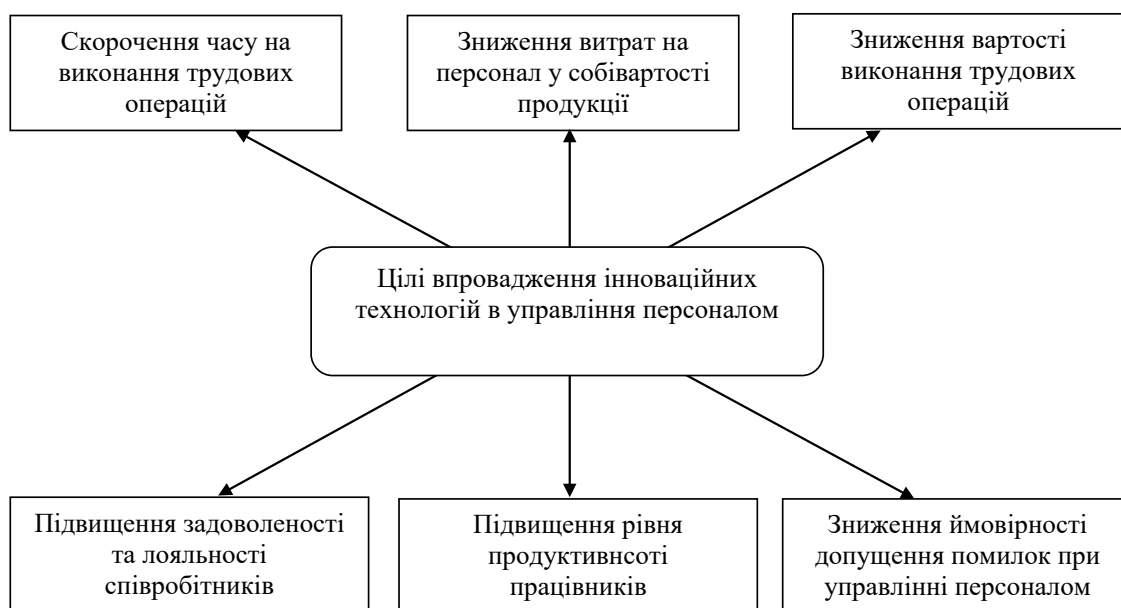 Скорочення часу на
виконання трудових
операцій
Зниження витрат на
персонал у собівартості
продукції
Зниження вартості
виконання трудових
операцій
Цілі впровадження інноваційних
технологій в управління персоналом
Підвищення задоволеності
та лояльності
співробітників
Підвищення рівня
продуктивнсоті
працівників
Зниження ймовірності
допущення помилок при
управлінні персоналом